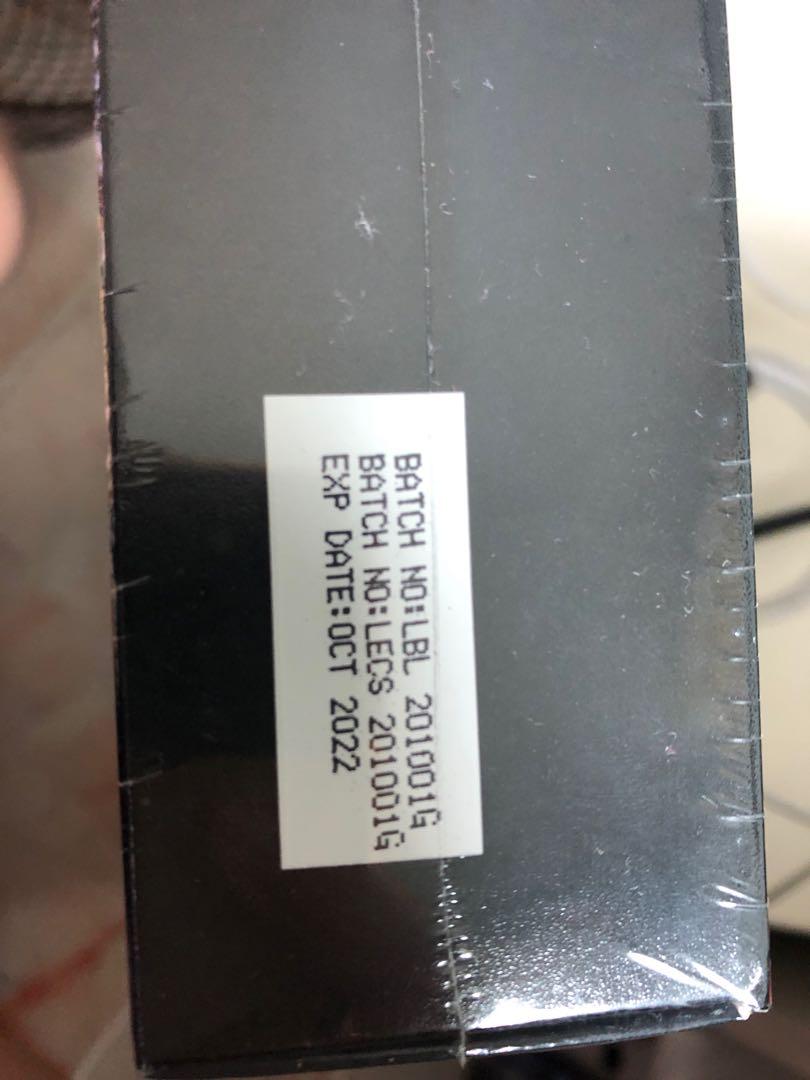 BATCH NO:LBL 201001G
BATCH NO:LECS 201001G
EXP DATE:OCT 2022